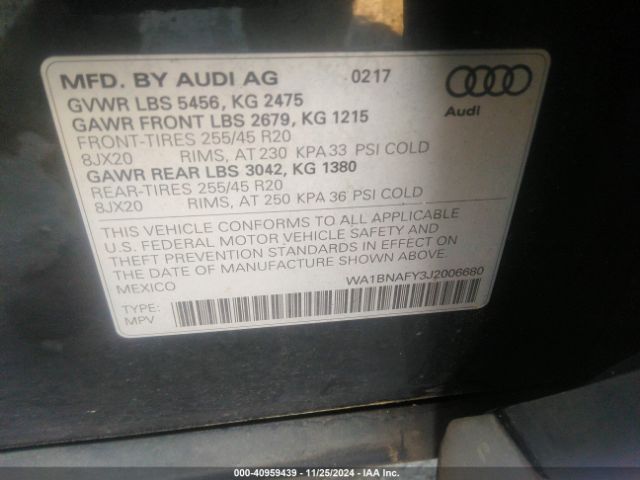 MFD. BY AUDI AG 0217
GVWR LBS 5456, KG 2475
GAWR FRONT LBS 2679, KG 1215
FRONT-TIRES 255/45 R20
8JX20 RIMS, AT 230 KPA 33 PSI COLD
GAWR REAR LBS 3042, KG 1380
REAR-TIRES 255/45 R20
8JX20 RIMS, AT 250 KPA 36 PSI COLD
Audi
THIS VEHICLE CONFORMS TO ALL APPLICABLE
U.S. FEDERAL MOTOR VEHICLE SAFETY AND
THEFT PREVENTION STANDARDS IN EFFECT ON
THE DATE OF MANUFACTURE SHOWN ABOVE.
MEXICO WA1BNAFY3J2006680
TYPE:
MPV
000-40959439 - 11/25/2024 - IAA Inc.